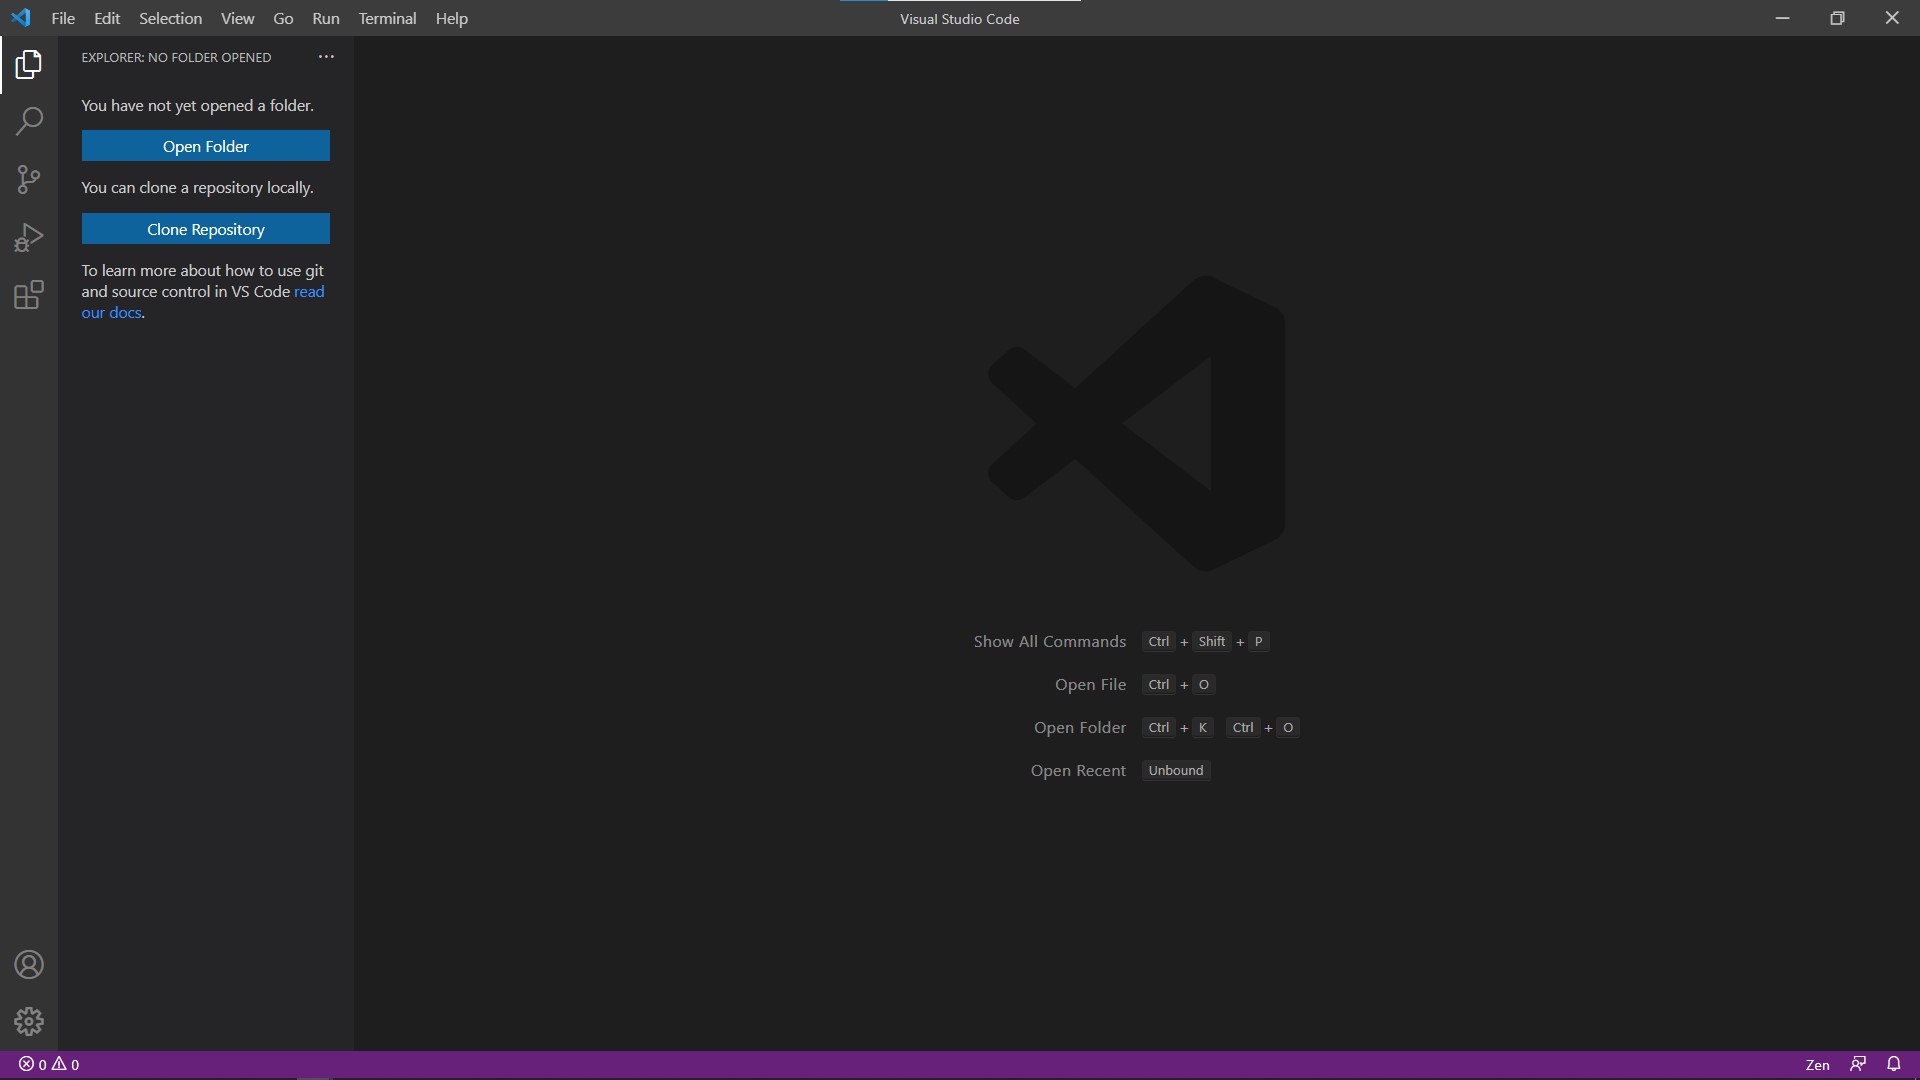 File Edit Selection View Go Run Terminal Help
Visual Studio Code
EXPLORER: NO FOLDER OPENED
You have not yet opened a folder.
Open Folder
You can clone a repository locally.
Clone Repository
To learn more about how to use git
and source control in VS Code read
our docs.
Show All Commands Ctrl + Shift + P
Open File Ctrl + O
Open Folder Ctrl + K Ctrl + O
Open Recent Unbound
0 0
Zen